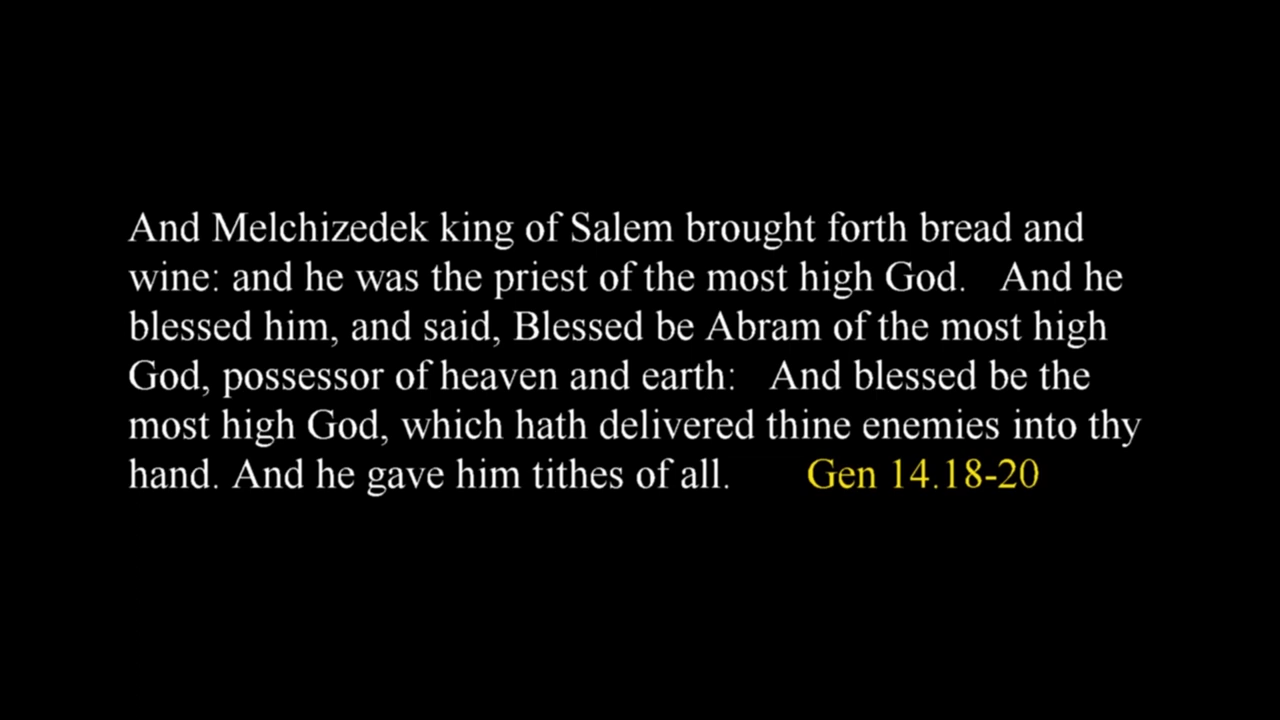 And Melchizedek king of Salem brought forth bread and
wine: and he was the priest of the most high God.   And he
blessed him, and said, Blessed be Abram of the most high
God, possessor of heaven and earth:   And blessed be the
most high God, which hath delivered thine enemies into thy
hand. And he gave him tithes of all.       Gen 14.18-20